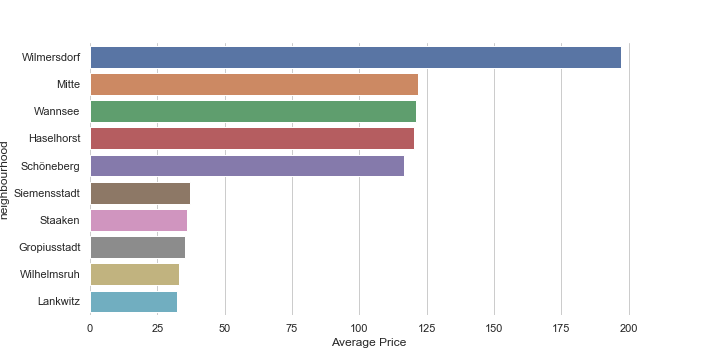 Wilmersdorf
Mitte
Wannsee
Haselhorst
Schöneberg
Siemensstadt
Staaken
Gropiusstadt
Wilhelmsruh
Lankwitz
neighbourhood
0 25 50 75 100 125 150 175 200
Average Price